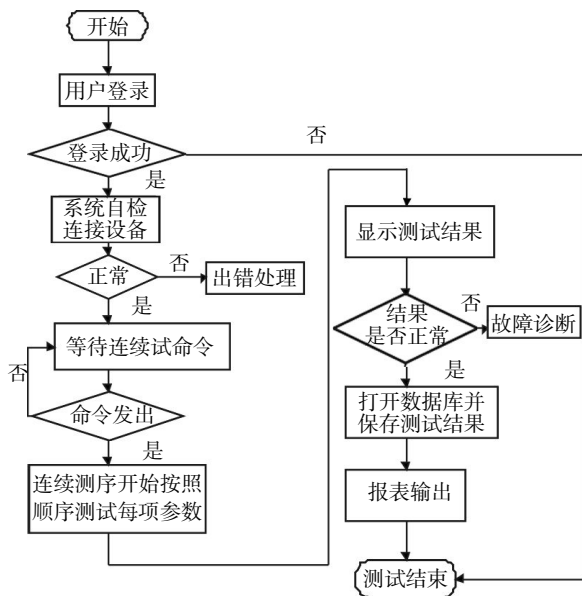 开始
用户登录
登录成功
否
是
系统自检
连接设备
正常
否
出错处理
是
等待连续试命令
否
命令发出
是
连续测序开始按照
顺序测试每项参数
显示测试结果
结果
是否正常
否
故障诊断
是
打开数据库并
保存测试结果
报表输出
测试结束